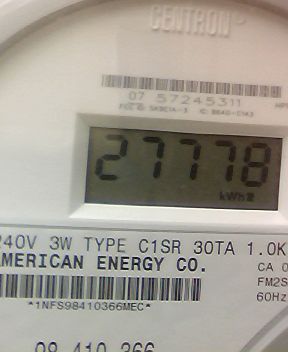 CENTRON®
07 57245311
27778
kWh
240V 3W TYPE C1SR 30TA 1.0K
AMERICAN ENERGY CO.
CA 0
FM2S
60Hz
*1NFS98410366MEC*
98 410 366